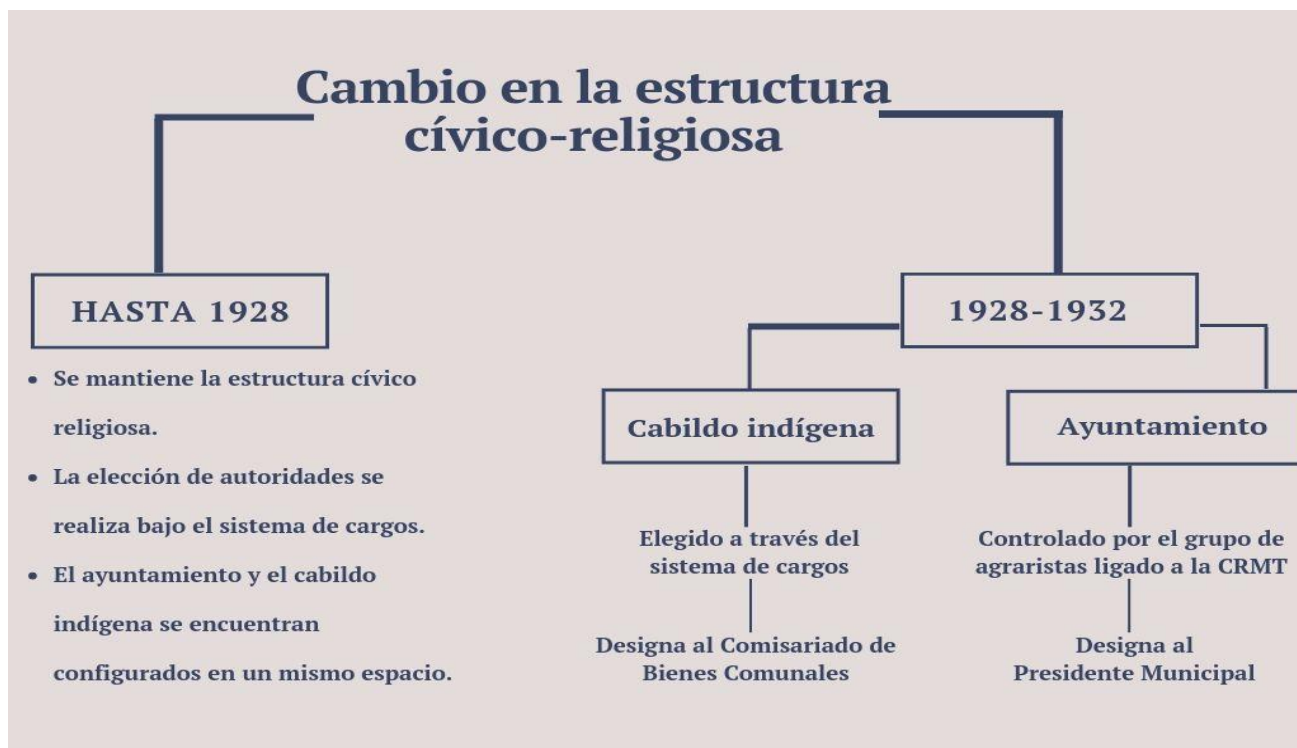 Cambio en la estructura
cívico-religiosa
HASTA 1928
• Se mantiene la estructura cívico
religiosa.
• La elección de autoridades se
realiza bajo el sistema de cargos.
• El ayuntamiento y el cabildo
indígena se encuentran
configurados en un mismo espacio.
1928-1932
Cabildo indígena
Elegido a través del
sistema de cargos
Designa al Comisariado de
Bienes Comunales
Ayuntamiento
Controlado por el grupo de
agraristas ligado a la CRMT
Designa al
Presidente Municipal